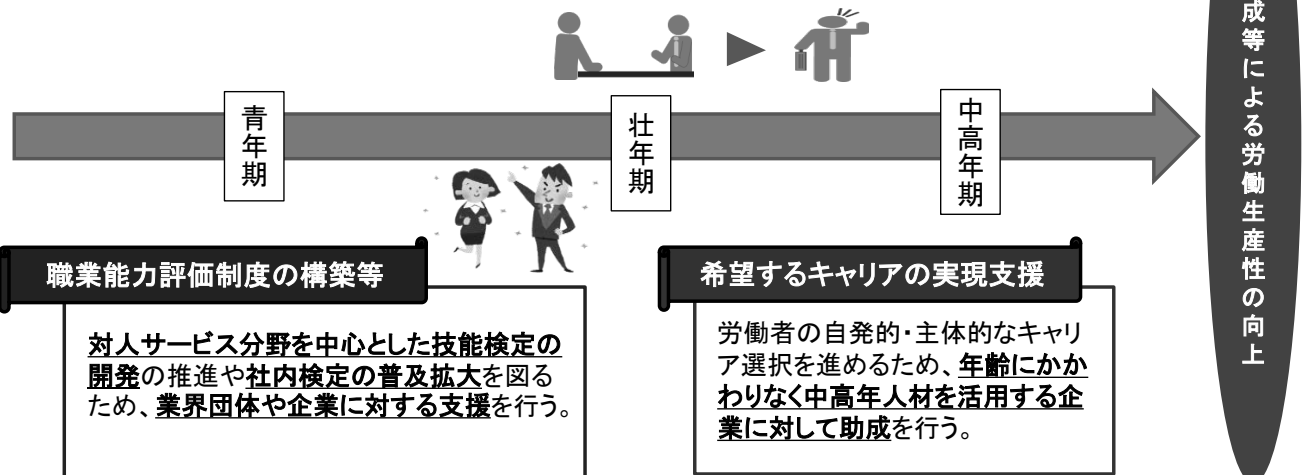 青年期
壮年期
中高年期
職業能力評価制度の構築等
対人サービス分野を中心とした技能検定の
開発の推進や社内検定の普及拡大を図る
ため、業界団体や企業に対する支援を行う。
希望するキャリアの実現支援
労働者の自発的・主体的なキャリ
ア選択を進めるため、年齢にかか
わりなく中高年人材を活用する企
業に対して助成を行う。
成等による労働生産性の向上